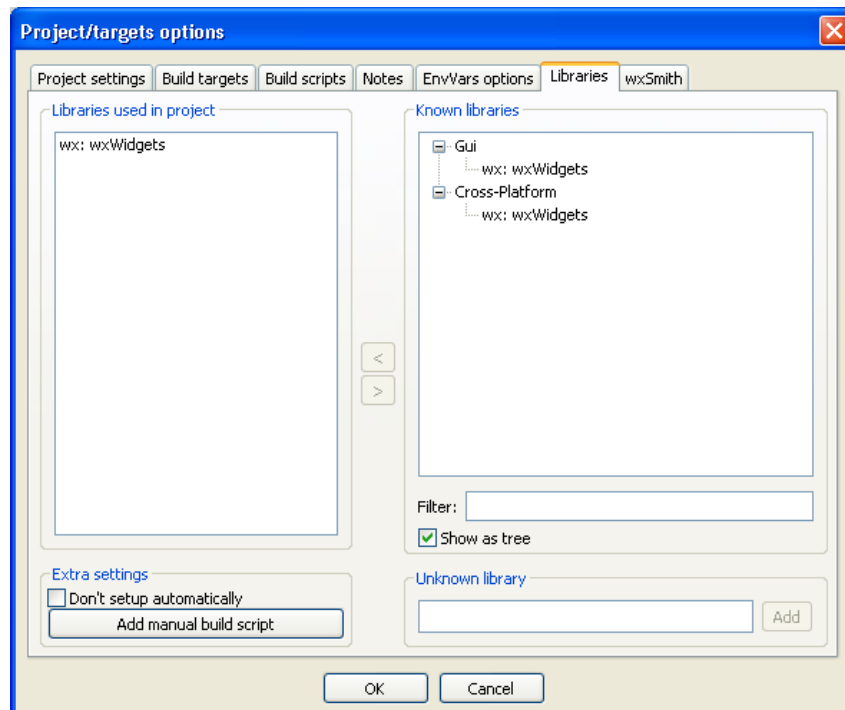 Project/targets options
Project settings Build targets Build scripts Notes EnvVars options Libraries wxSmith
Libraries used in project
wx: wxWidgets
Known libraries
Gui
wx: wxWidgets
Cross-Platform
wx: wxWidgets
<
>
Filter:
Show as tree
Extra settings
Don't setup automatically
Add manual build script
Unknown library
Add
OK Cancel